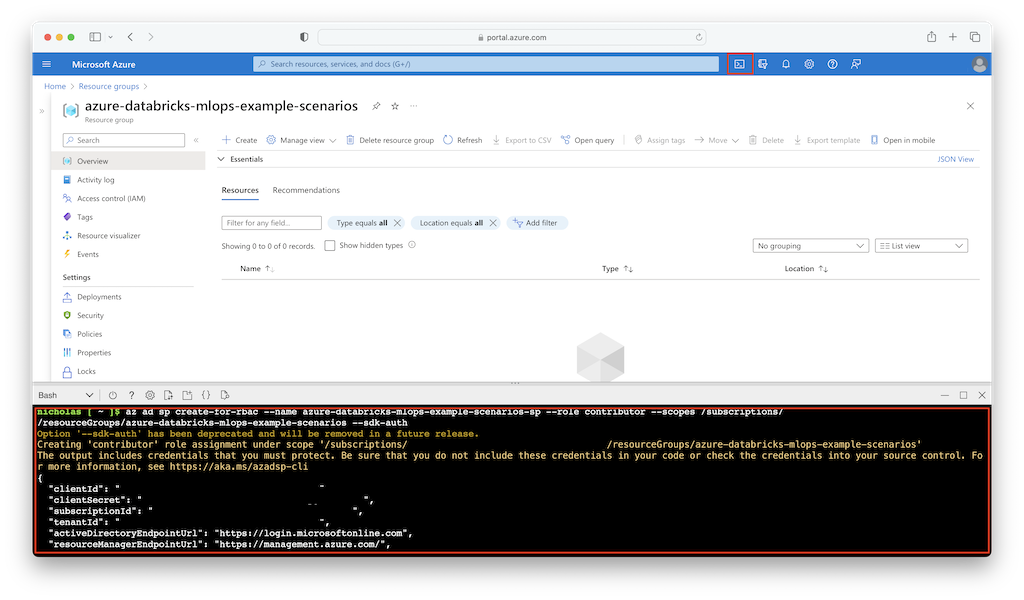 portal.azure.com
Microsoft Azure
Search resources, services, and docs (G+/)
Home > Resource groups >
azure-databricks-mlops-example-scenarios
Resource group
Search
Create Manage view Delete resource group Refresh Export to CSV Open query Assign tags Move Delete Export template Open in mobile
Overview
Activity log
Access control (IAM)
Tags
Resource visualizer
Events
Settings
Deployments
Security
Policies
Properties
Locks
Essentials
JSON View
Resources Recommendations
Filter for any field...
Type equals all
Location equals all
Add filter
Showing 0 to 0 of 0 records.
Show hidden types
No grouping
List view
Name Type Location
Bash
nicholas [ ~ ]$ az ad sp create-for-rbac --name azure-databricks-mlops-example-scenarios-sp --role contributor --scopes /subscriptions/
/resourceGroups/azure-databricks-mlops-example-scenarios --sdk-auth
Option '--sdk-auth' has been deprecated and will be removed in a future release.
Creating 'contributor' role assignment under scope '/subscriptions/ /resourceGroups/azure-databricks-mlops-example-scenarios'
The output includes credentials that you must protect. Be sure that you do not include these credentials in your code or check the credentials into your source control. Fo
r more information, see https://aka.ms/azadsp-cli
{
"clientId": "
"clientSecret": " ",
"subscriptionId": " ",
"tenantId": " ",
"activeDirectoryEndpointUrl": "https://login.microsoftonline.com",
"resourceManagerEndpointUrl": "https://management.azure.com/",